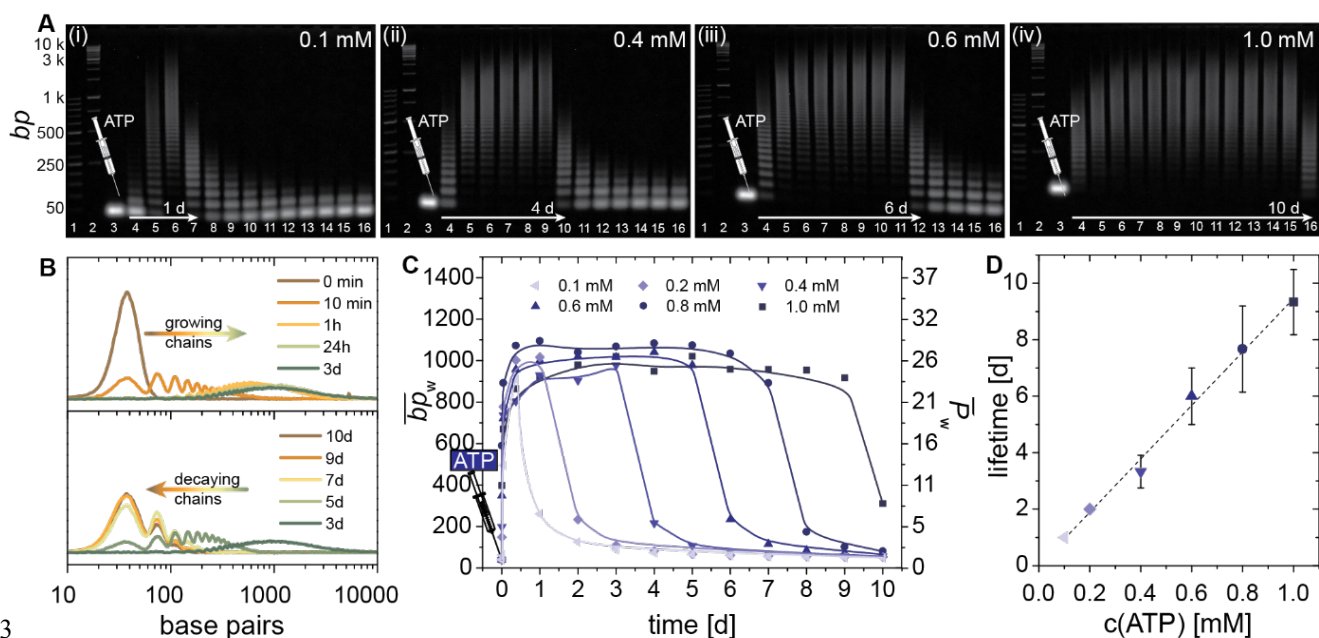 A
(i) 0.1 mM
(ii) 0.4 mM
(iii) 0.6 mM
(iv) 1.0 mM
bp
10 k
3 k
1 k
500
250
50
ATP
ATP
ATP
ATP
1 d
4 d
6 d
10 d
1 2 3 4 5 6 7 8 9 10 11 12 13 14 15 16
1 2 3 4 5 6 7 8 9 10 11 12 13 14 15 16
1 2 3 4 5 6 7 8 9 10 11 12 13 14 15 16
1 2 3 4 5 6 7 8 9 10 11 12 13 14 15 16
B
0 min
10 min
1h
24h
3d
growing
chains
10d
9d
7d
5d
3d
decaying
chains
10 100 1000 10000
base pairs
C
0.1 mM 0.2 mM 0.4 mM
0.6 mM 0.8 mM 1.0 mM
bp w
1400
1200
1000
800
600
400
200
0
ATP
P w
37
32
26
21
16
11
5
0
0 1 2 3 4 5 6 7 8 9 10
time [d]
D
lifetime [d]
10
8
6
4
2
0
0.0 0.2 0.4 0.6 0.8 1.0
c(ATP) [mM]
3